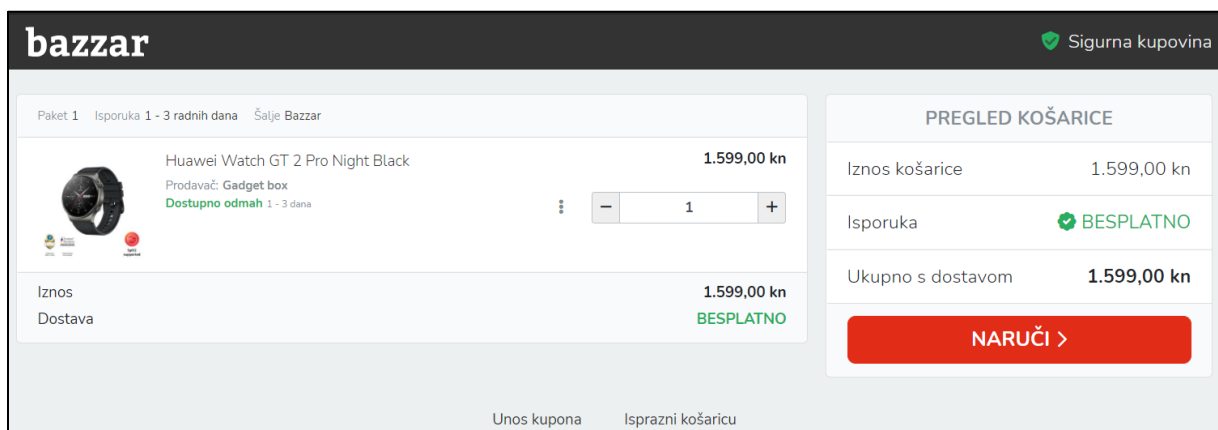 bazzar
Sigurna kupovina
Paket 1 Isporuka 1 - 3 radnih dana Šalje Bazzar
Huawei Watch GT 2 Pro Night Black
1.599,00 kn
Prodavač: Gadget box
Dostupno odmah 1 - 3 dana
− 1 +
Iznos 1.599,00 kn
Dostava BESPLATNO
PREGLED KOŠARICE
Iznos košarice 1.599,00 kn
Isporuka BESPLATNO
Ukupno s dostavom 1.599,00 kn
NARUČI >
Unos kupona Isprazni košaricu